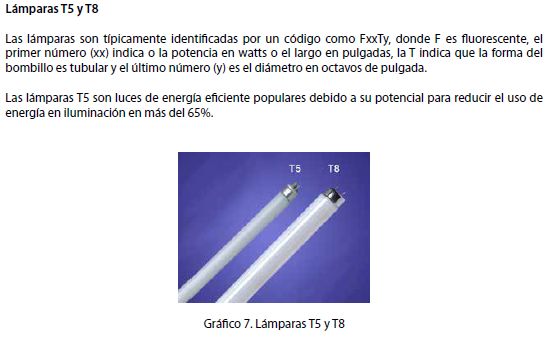 Lámparas T5 y T8
Las lámparas son típicamente identificadas por un código como FxxTy, donde F es fluorescente, el
primer número (xx) indica o la potencia en watts o el largo en pulgadas, la T indica que la forma del
bombillo es tubular y el último número (y) es el diámetro en octavos de pulgada.
Las lámparas T5 son luces de energía eficiente populares debido a su potencial para reducir el uso de
energía en iluminación en más del 65%.
T5 T8
Gráfico 7. Lámparas T5 y T8